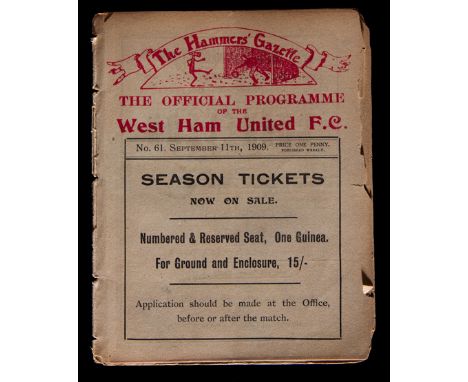 The Hammers' Gazette
THE OFFICIAL PROGRAMME
OF THE
West Ham United F.C.
No. 61. SEPTEMBER 11TH, 1909. PRICE ONE PENNY.
PUBLISHED WEEKLY.
SEASON TICKETS
NOW ON SALE.
Numbered & Reserved Seat, One Guinea.
For Ground and Enclosure, 15/-
Application should be made at the Office,
before or after the match.